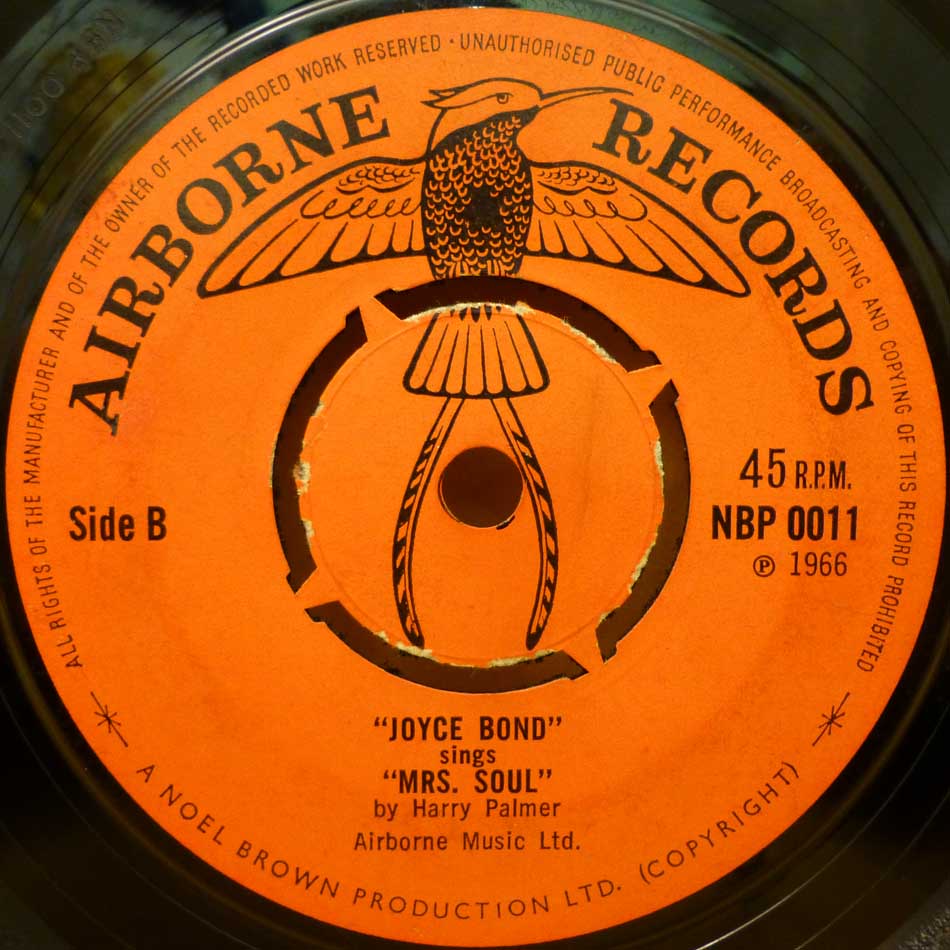 ALL RIGHTS OF THE MANUFACTURER AND OF THE OWNER OF THE RECORDED WORK RESERVED · UNAUTHORISED PUBLIC PERFORMANCE BROADCASTING AND COPYING OF THIS RECORD PROHIBITED
AIRBORNE RECORDS
45 R.P.M.
Side B
NBP 0011
℗ 1966
“JOYCE BOND”
sings
“MRS. SOUL”
by Harry Palmer
Airborne Music Ltd.
A NOEL BROWN PRODUCTION LTD. (COPYRIGHT)